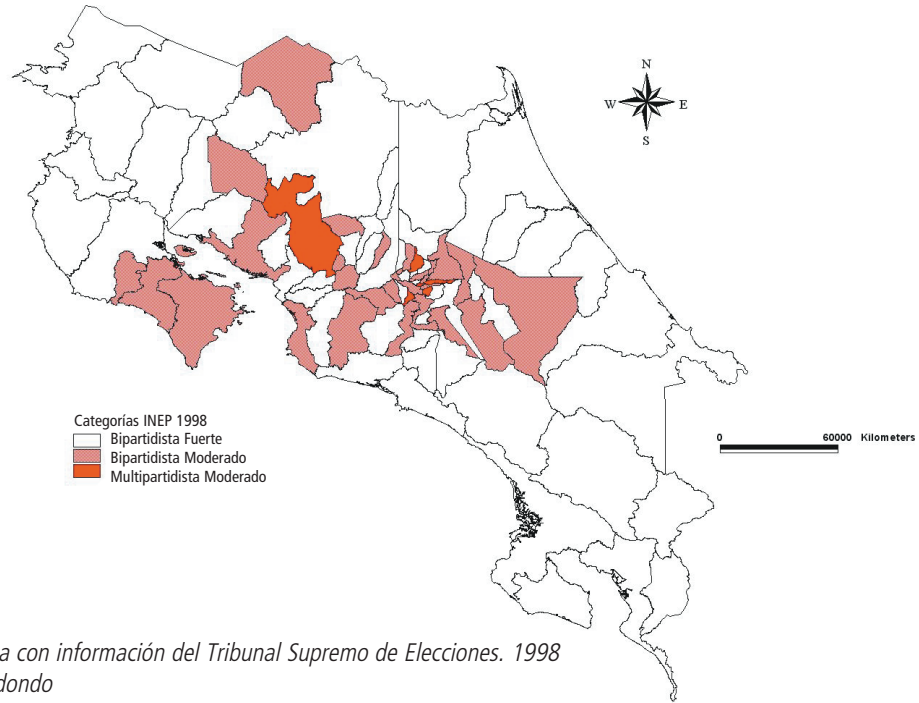 N
W E
S
Categorías INEP 1998
Bipartidista Fuerte
Bipartidista Moderado
Multipartidista Moderado
0 60000 Kilometers
a con información del Tribunal Supremo de Elecciones. 1998
dondo